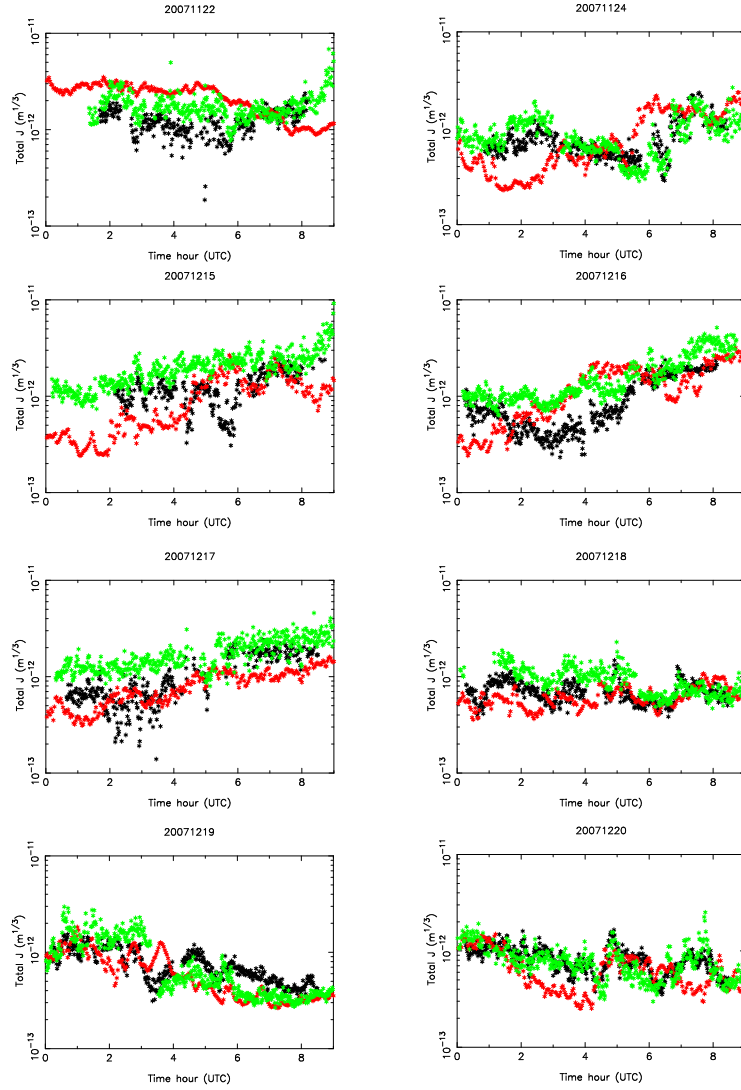 20071122
Total J (m^1/3)
10^-13 10^-12 10^-11
0 2 4 6 8
Time hour (UTC)
20071124
Total J (m^1/3)
10^-13 10^-12 10^-11
0 2 4 6 8
Time hour (UTC)
20071215
Total J (m^1/3)
10^-13 10^-12 10^-11
0 2 4 6 8
Time hour (UTC)
20071216
Total J (m^1/3)
10^-13 10^-12 10^-11
0 2 4 6 8
Time hour (UTC)
20071217
Total J (m^1/3)
10^-13 10^-12 10^-11
0 2 4 6 8
Time hour (UTC)
20071218
Total J (m^1/3)
10^-13 10^-12 10^-11
0 2 4 6 8
Time hour (UTC)
20071219
Total J (m^1/3)
10^-13 10^-12 10^-11
0 2 4 6 8
Time hour (UTC)
20071220
Total J (m^1/3)
10^-13 10^-12 10^-11
0 2 4 6 8
Time hour (UTC)